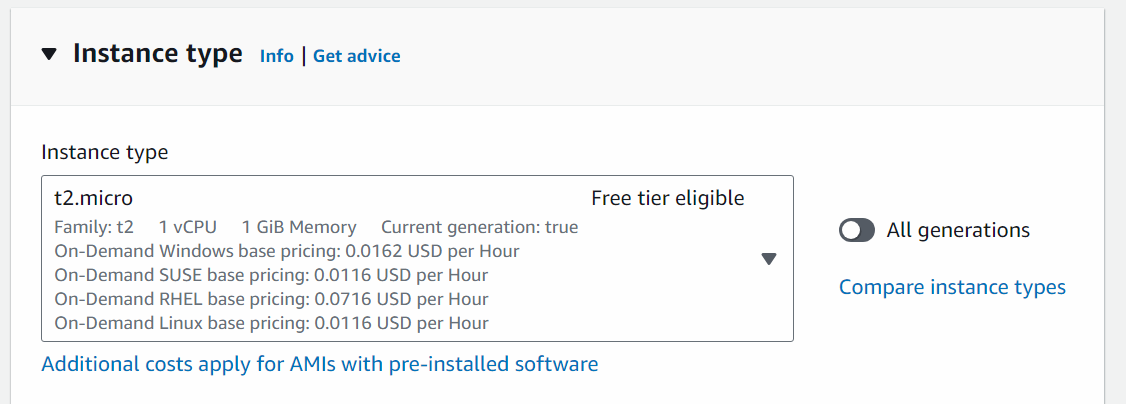 Instance type Info | Get advice
Instance type
t2.micro Free tier eligible
Family: t2 1 vCPU 1 GiB Memory Current generation: true
On-Demand Windows base pricing: 0.0162 USD per Hour
On-Demand SUSE base pricing: 0.0116 USD per Hour
On-Demand RHEL base pricing: 0.0716 USD per Hour
On-Demand Linux base pricing: 0.0116 USD per Hour
All generations
Compare instance types
Additional costs apply for AMIs with pre-installed software